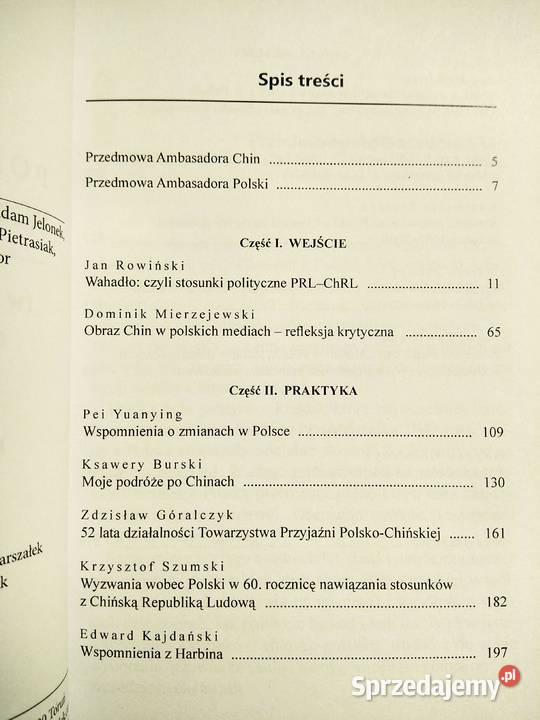 Spis treści
Przedmowa Ambasadora Chin ........ 5
Przedmowa Ambasadora Polski ........ 7
Część I. WEJŚCIE
Jan Rowiński
Wahadło: czyli stosunki polityczne PRL–ChRL ........ 11
Dominik Mierzejewski
Obraz Chin w polskich mediach – refleksja krytyczna ........ 65
Część II. PRAKTYKA
Pei Yuanying
Wspomnienia o zmianach w Polsce ........ 109
Ksawery Burski
Moje podróże po Chinach ........ 130
Zdzisław Góralczyk
52 lata działalności Towarzystwa Przyjaźni Polsko-Chińskiej ....... 161
Krzysztof Szumski
Wyzwania wobec Polski w 60. rocznicę nawiązania stosunków
z Chińską Republiką Ludową ........ 182
Edward Kajdański
Wspomnienia z Harbina ........ 197
dam Jelonek,
Pietrasiak,
or
arszałek
k
Sprzedajemy.pl